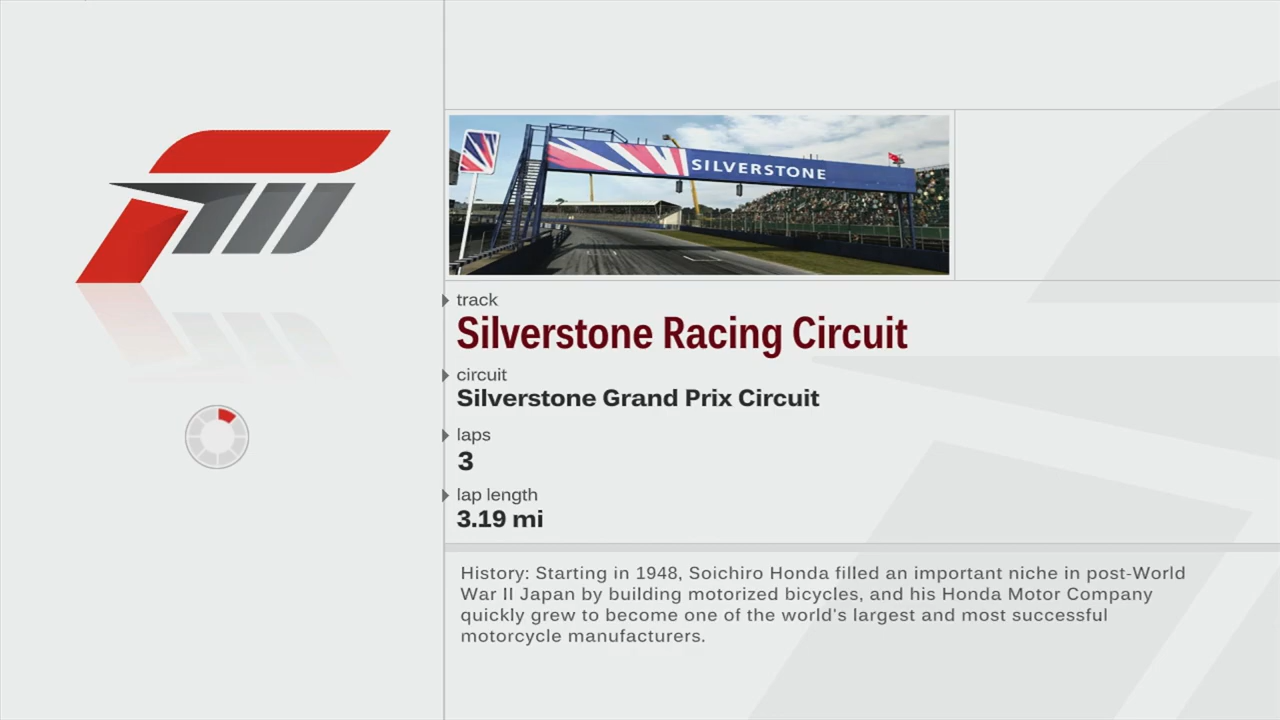 SILVERSTONE
track
Silverstone Racing Circuit
circuit
Silverstone Grand Prix Circuit
laps
3
lap length
3.19 mi
History: Starting in 1948, Soichiro Honda filled an important niche in post-World
War II Japan by building motorized bicycles, and his Honda Motor Company
quickly grew to become one of the world's largest and most successful
motorcycle manufacturers.